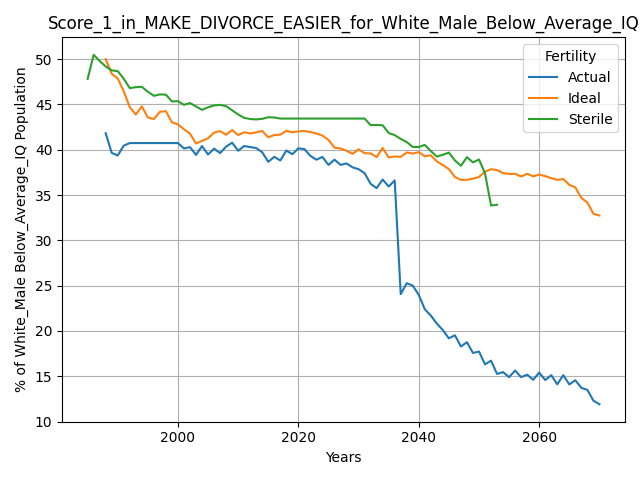 Score_1_in_MAKE_DIVORCE_EASIER_for_White_Male_Below_Average_IQ
% of White_Male Below_Average_IQ Population
50
45
40
35
30
25
20
15
10
Fertility
Actual
Ideal
Sterile
2000
2020
2040
2060
Years